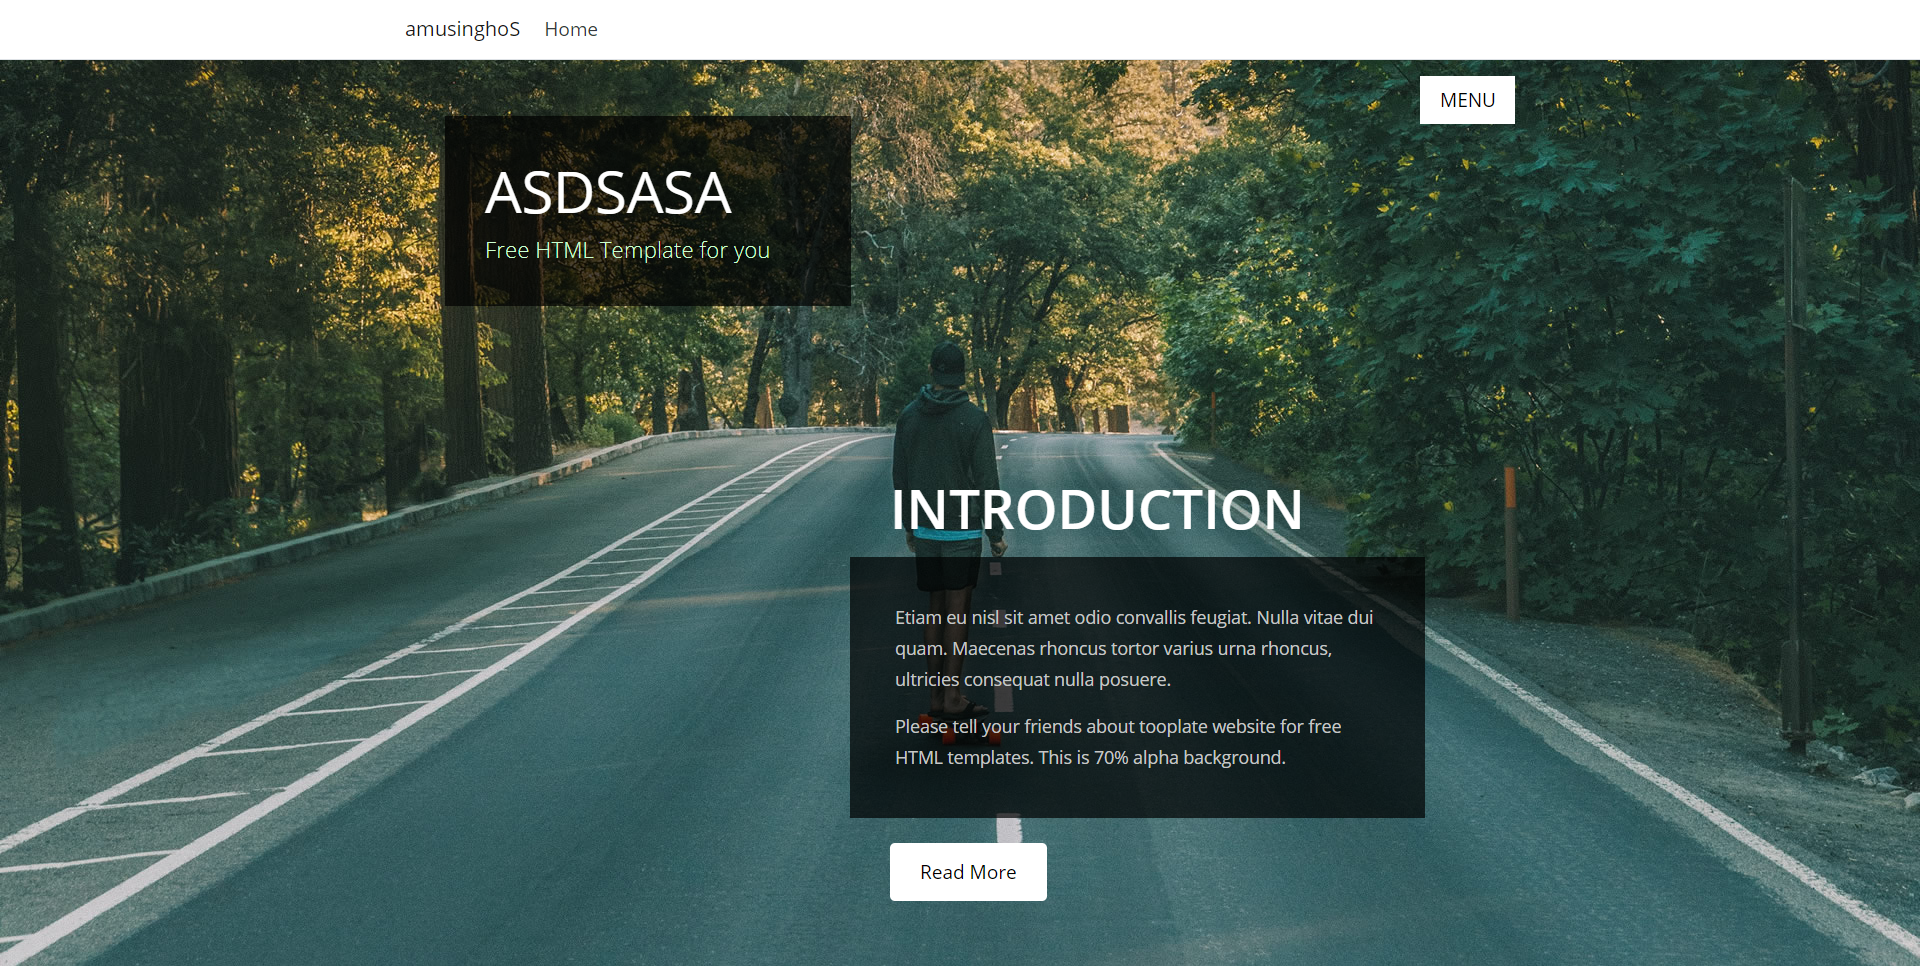 amusinghoS Home
MENU
ASDSASA
Free HTML Template for you
INTRODUCTION
Etiam eu nisl sit amet odio convallis feugiat. Nulla vitae dui
quam. Maecenas rhoncus tortor varius urna rhoncus,
ultricies consequat nulla posuere.
Please tell your friends about tooplate website for free
HTML templates. This is 70% alpha background.
Read More